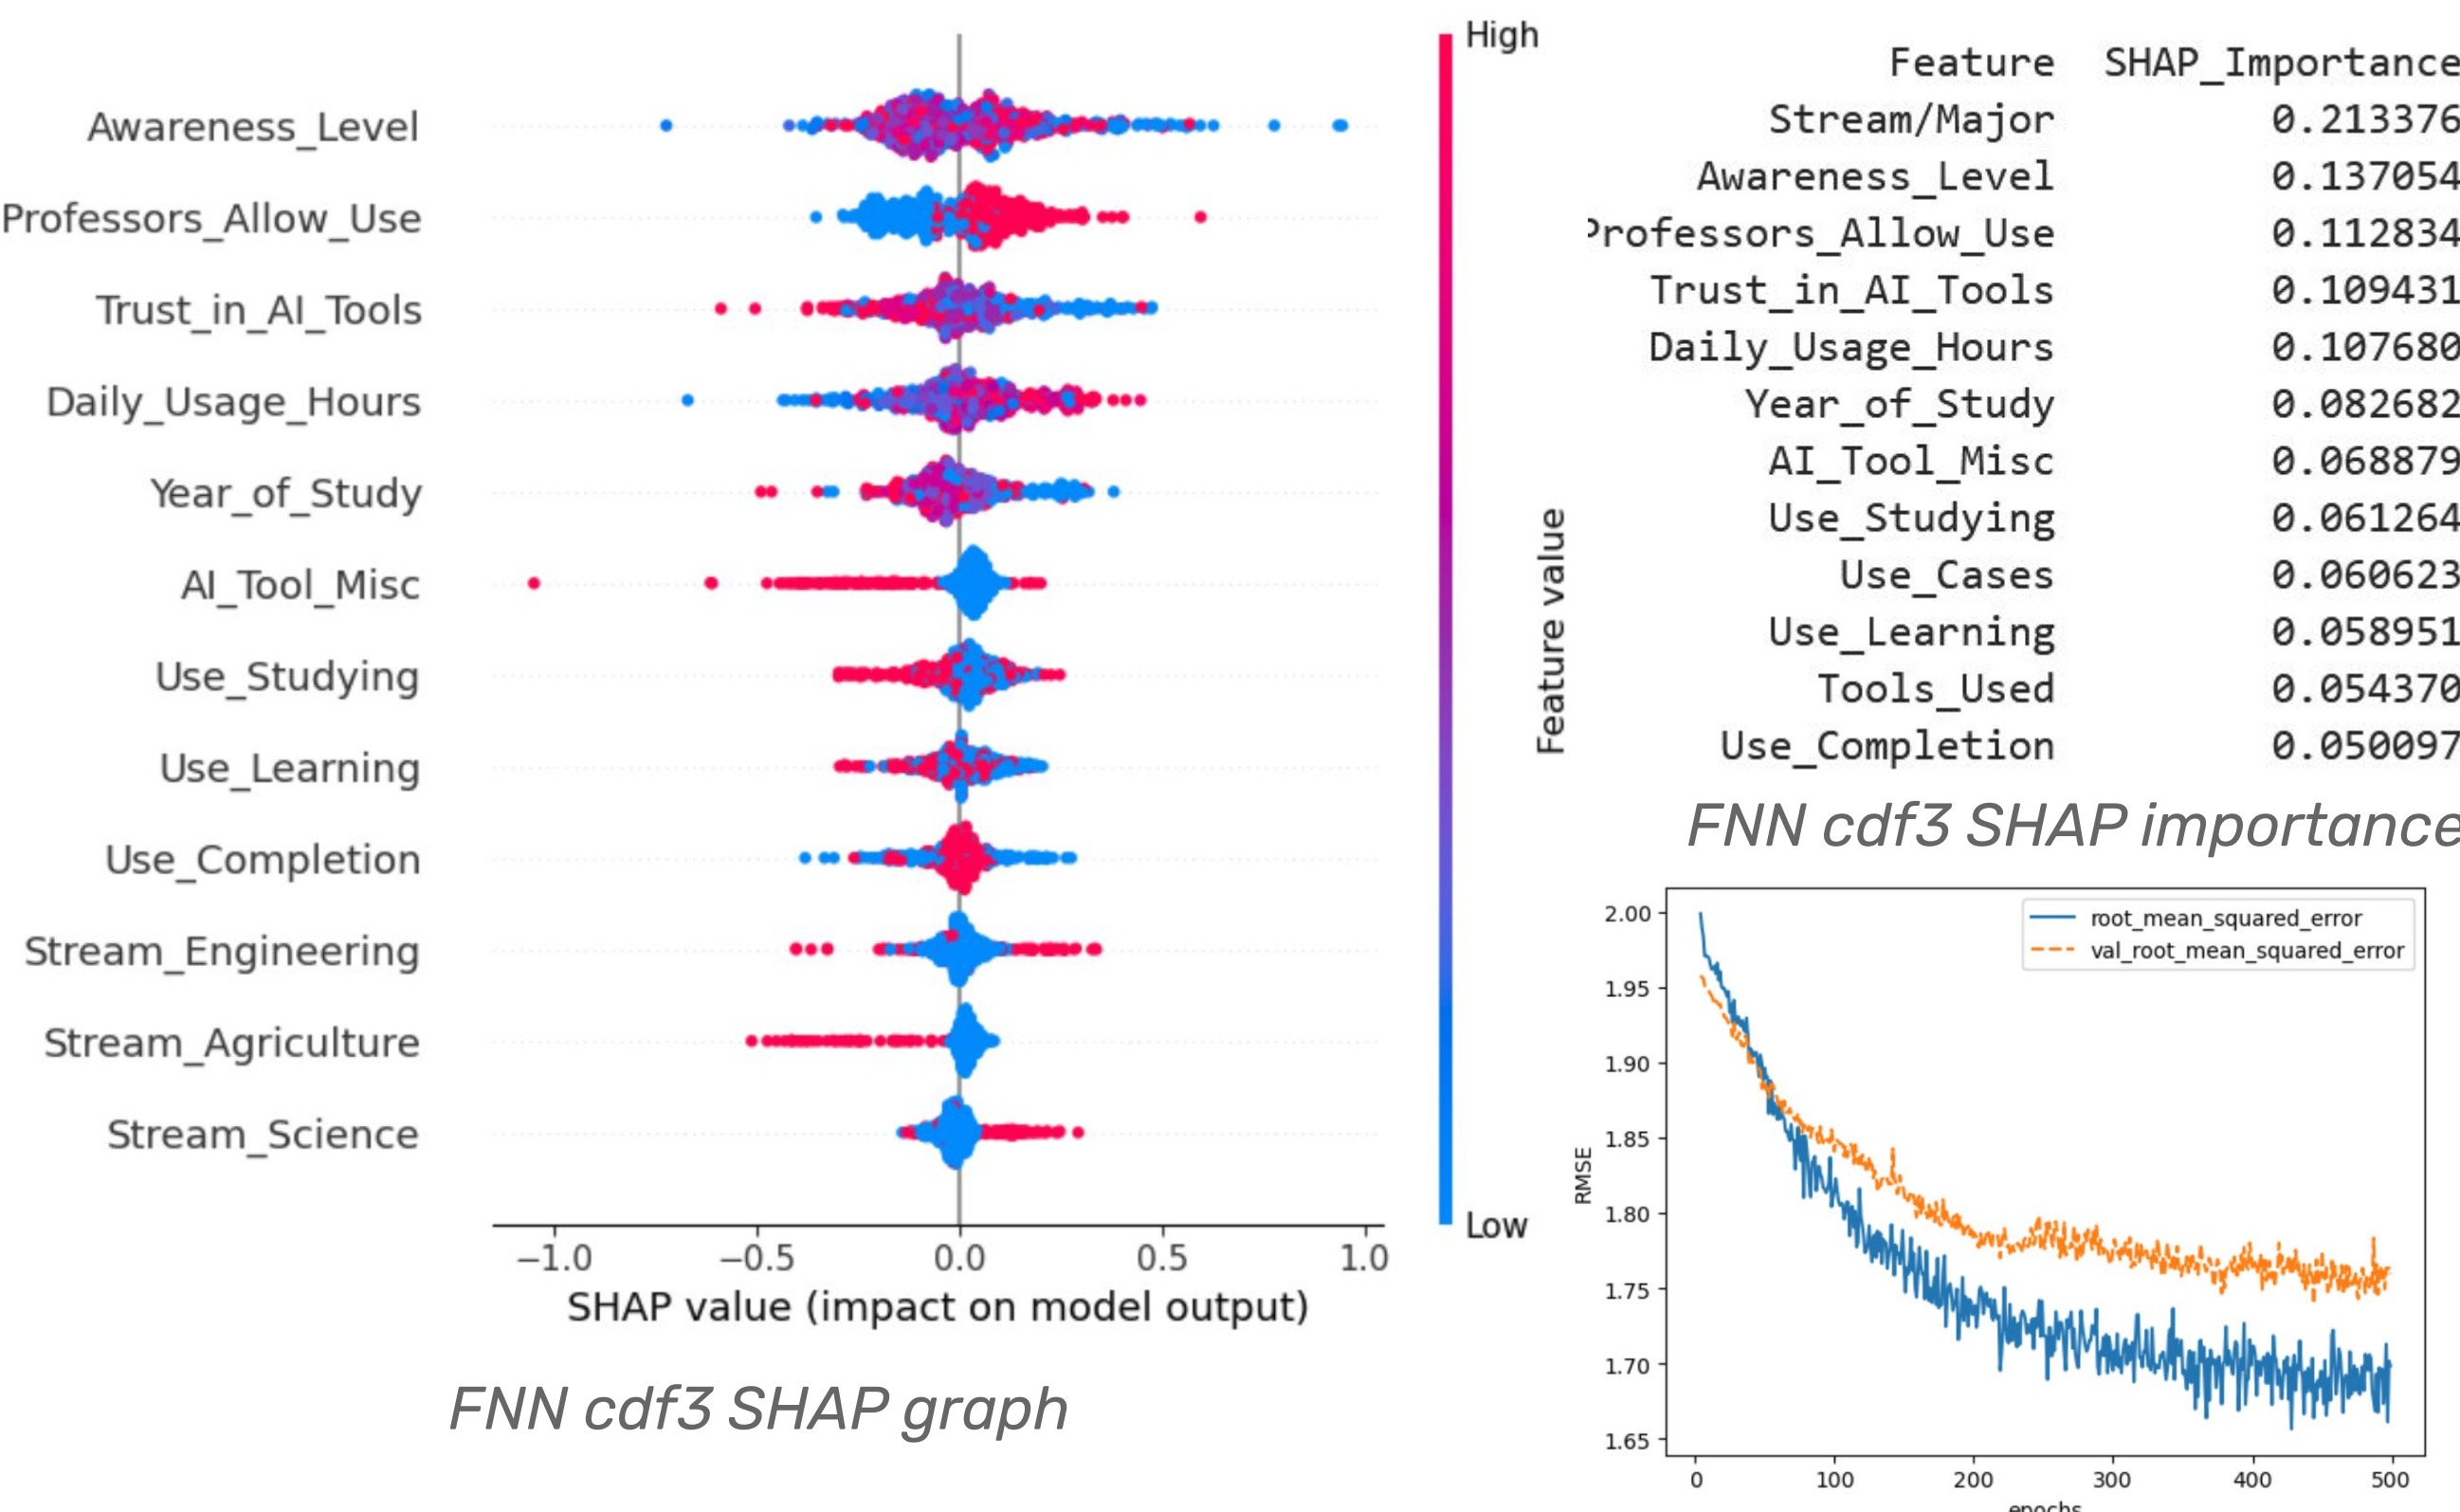 High
Awareness_Level
Professors_Allow_Use
Trust_in_AI_Tools
Daily_Usage_Hours
Year_of_Study
AI_Tool_Misc
Use_Studying
Use_Learning
Use_Completion
Stream_Engineering
Stream_Agriculture
Stream_Science
Low
Feature value
−1.0 −0.5 0.0 0.5 1.0
SHAP value (impact on model output)
FNN cdf3 SHAP graph
Feature SHAP_Importance
Stream/Major 0.213376
Awareness_Level 0.137054
Professors_Allow_Use 0.112834
Trust_in_AI_Tools 0.109431
Daily_Usage_Hours 0.107680
Year_of_Study 0.082682
AI_Tool_Misc 0.068879
Use_Studying 0.061264
Use_Cases 0.060623
Use_Learning 0.058951
Tools_Used 0.054370
Use_Completion 0.050097
FNN cdf3 SHAP importance
root_mean_squared_error
val_root_mean_squared_error
2.00
1.95
1.90
1.85
1.80
1.75
1.70
1.65
RMSE
0 100 200 300 400 500
epochs